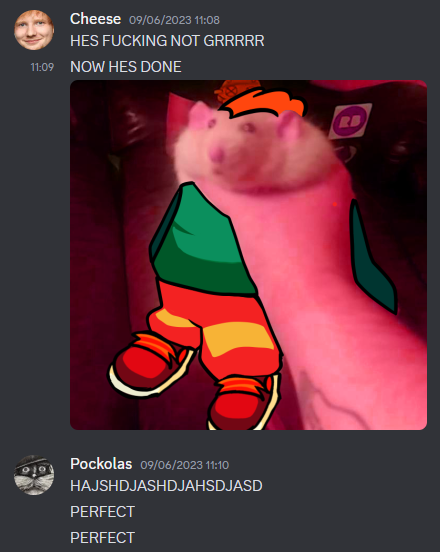 Cheese 09/06/2023 11:08
HES FUCKING NOT GRRRRR
11:09 NOW HES DONE
RB
Pockolas 09/06/2023 11:10
HAJSHDJASHDJAHSDJASD
PERFECT
PERFECT